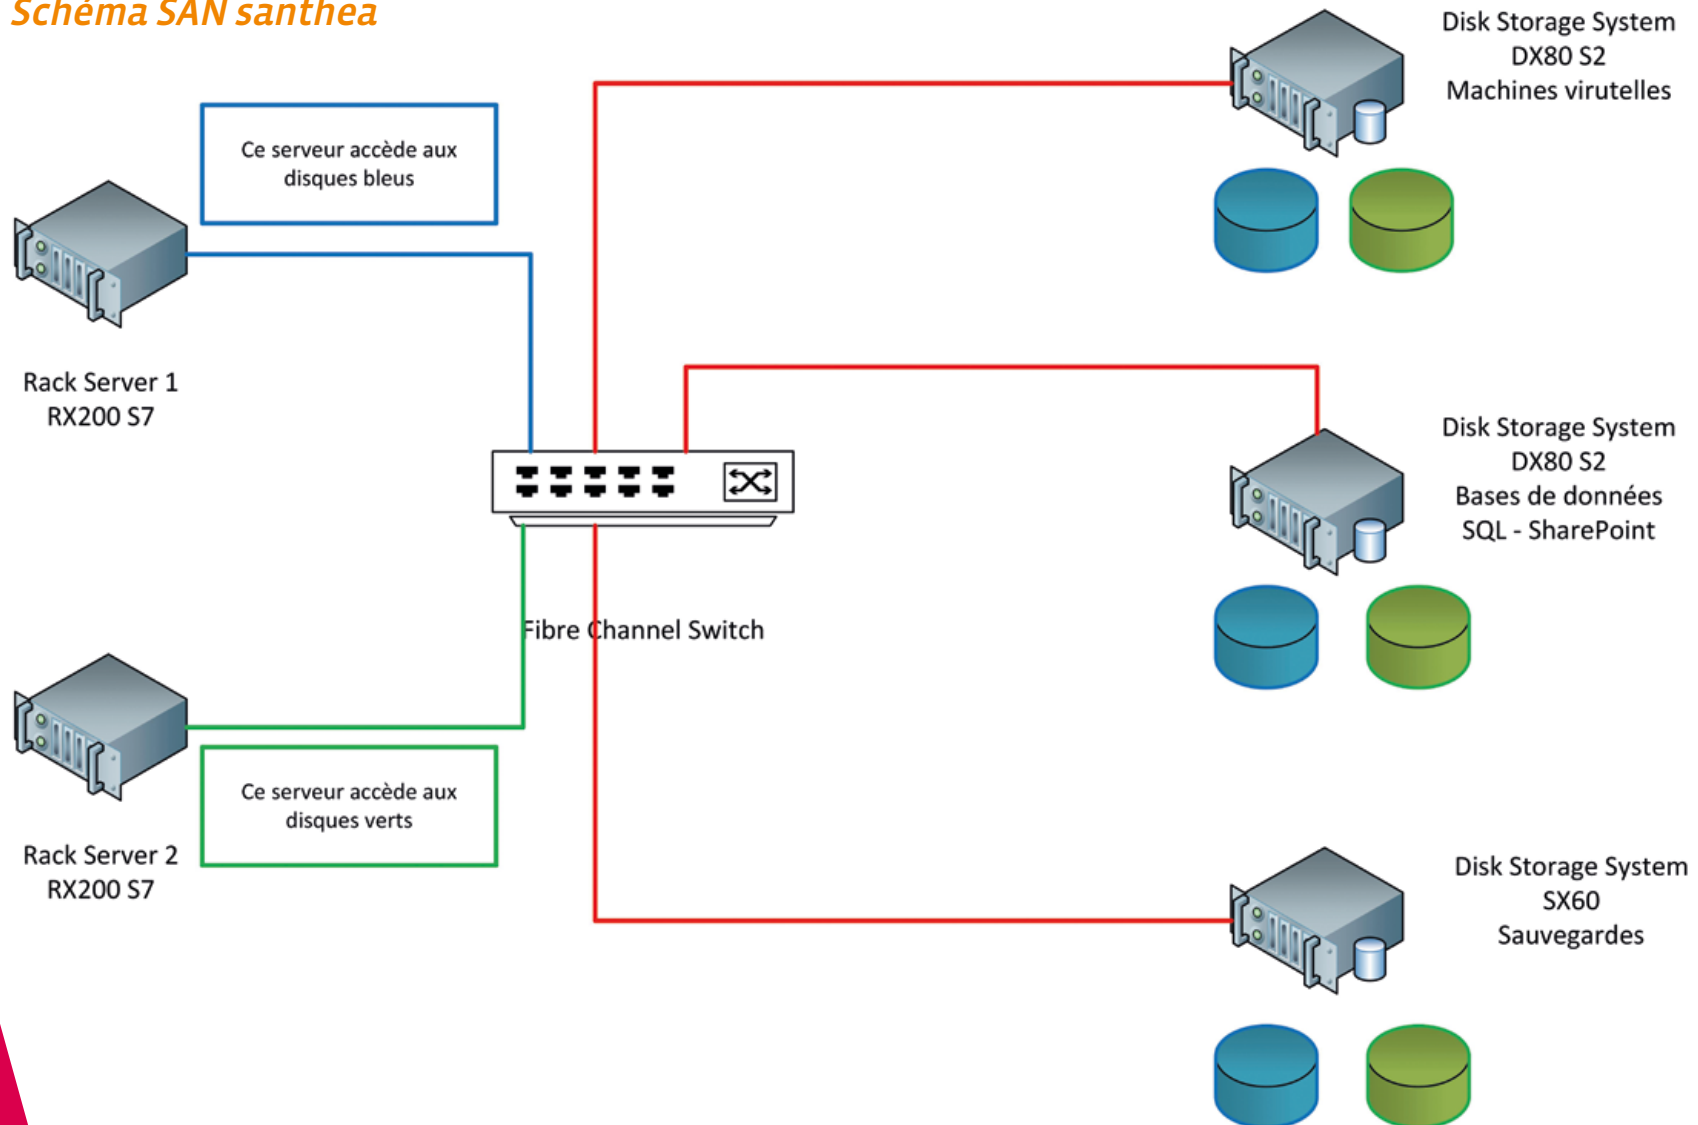 Schéma SAN santhea
Disk Storage System
DX80 S2
Machines virutelles
Ce serveur accède aux
disques bleus
Rack Server 1
RX200 S7
Disk Storage System
DX80 S2
Bases de données
SQL - SharePoint
Fibre Channel Switch
Ce serveur accède aux
disques verts
Rack Server 2
RX200 S7
Disk Storage System
SX60
Sauvegardes